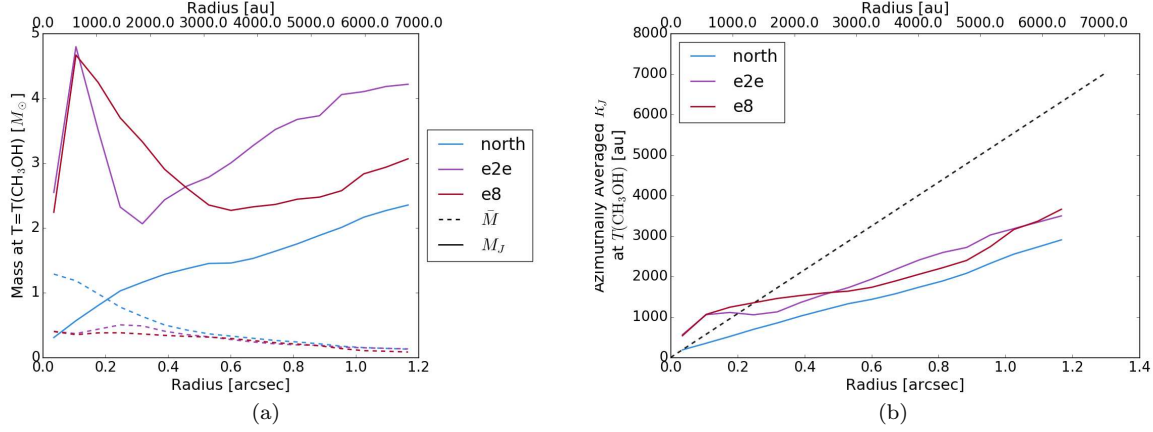 Radius [au]
0.0 1000.0 2000.0 3000.0 4000.0 5000.0 6000.0 7000.0
Mass at T=T(CH₃OH) [M☉]
5
4
3
2
1
0
north
e2e
e8
M̄
M_J
0.0 0.2 0.4 0.6 0.8 1.0 1.2
Radius [arcsec]
(a)
Radius [au]
0.0 1000.0 2000.0 3000.0 4000.0 5000.0 6000.0 7000.0
Averaged R_J
at T(CH₃OH) [au]
8000
7000
6000
5000
4000
3000
2000
1000
0
north
e2e
e8
0.0 0.2 0.4 0.6 0.8 1.0 1.2 1.4
Radius [arcsec]
(b)